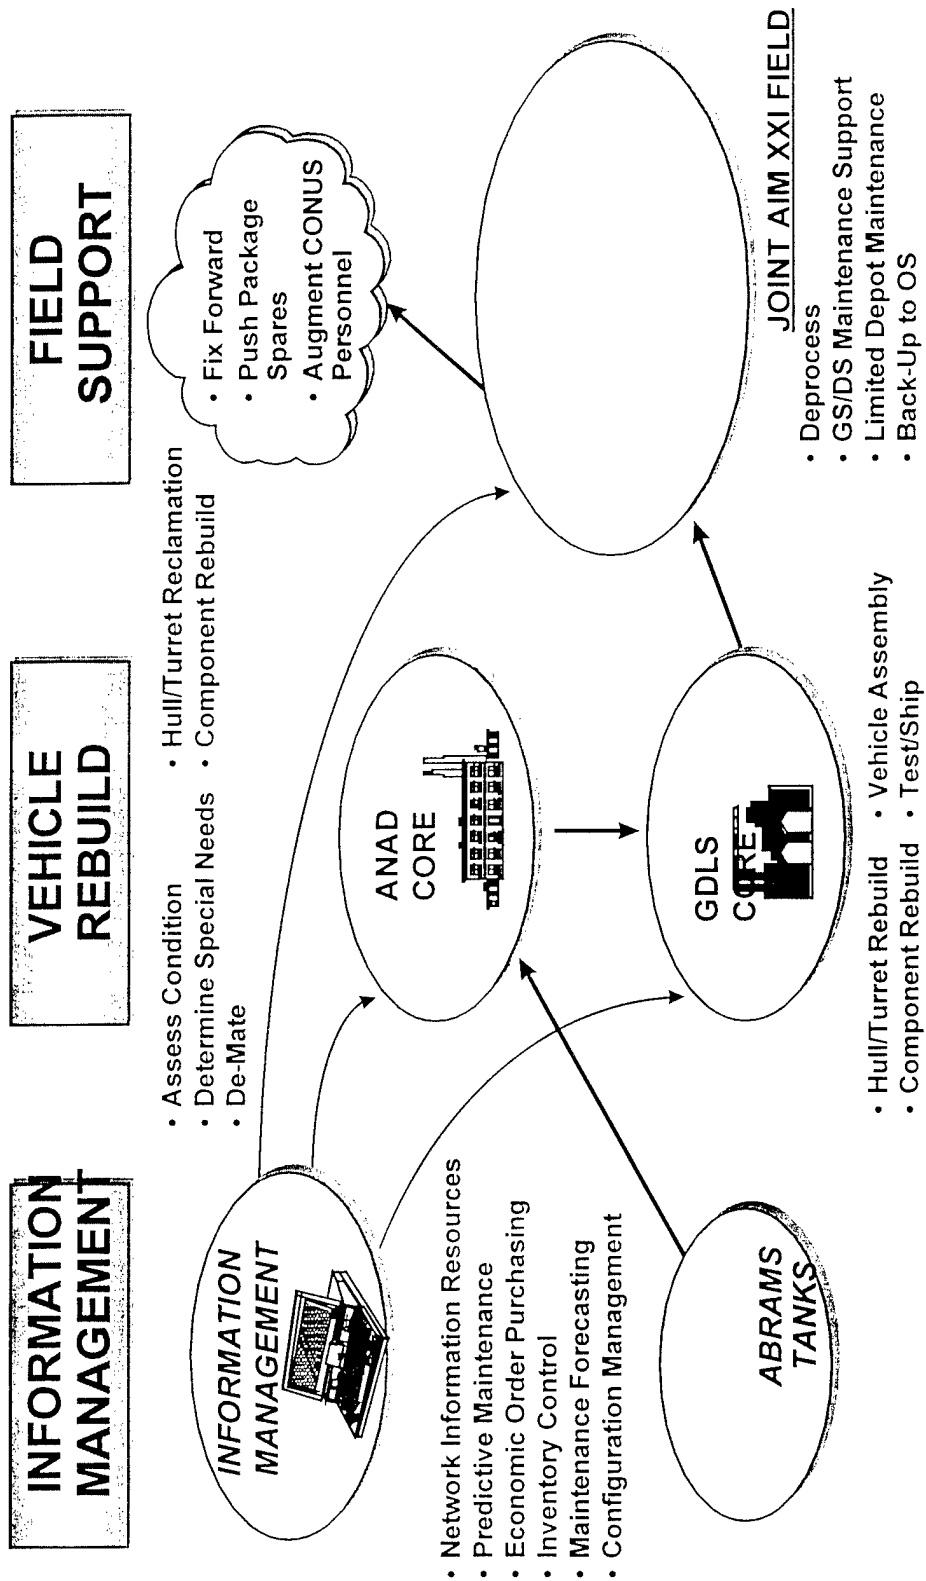 INFORMATION
MANAGEMENT
VEHICLE
REBUILD
FIELD
SUPPORT
• Assess Condition
• Determine Special Needs
• De-Mate
• Hull/Turret Reclamation
• Component Rebuild
• Fix Forward
• Push Package
Spares
• Augment CONUS
Personnel
INFORMATION
MANAGEMENT
ANAD
CORE
• Network Information Resources
• Predictive Maintenance
• Economic Order Purchasing
• Inventory Control
• Maintenance Forecasting
• Configuration Management
GDLS
CORE
ABRAMS
TANKS
JOINT AIM XXI FIELD
• Deprocess
• GS/DS Maintenance Support
• Limited Depot Maintenance
• Back-Up to OS
• Hull/Turret Rebuild
• Component Rebuild
• Vehicle Assembly
• Test/Ship